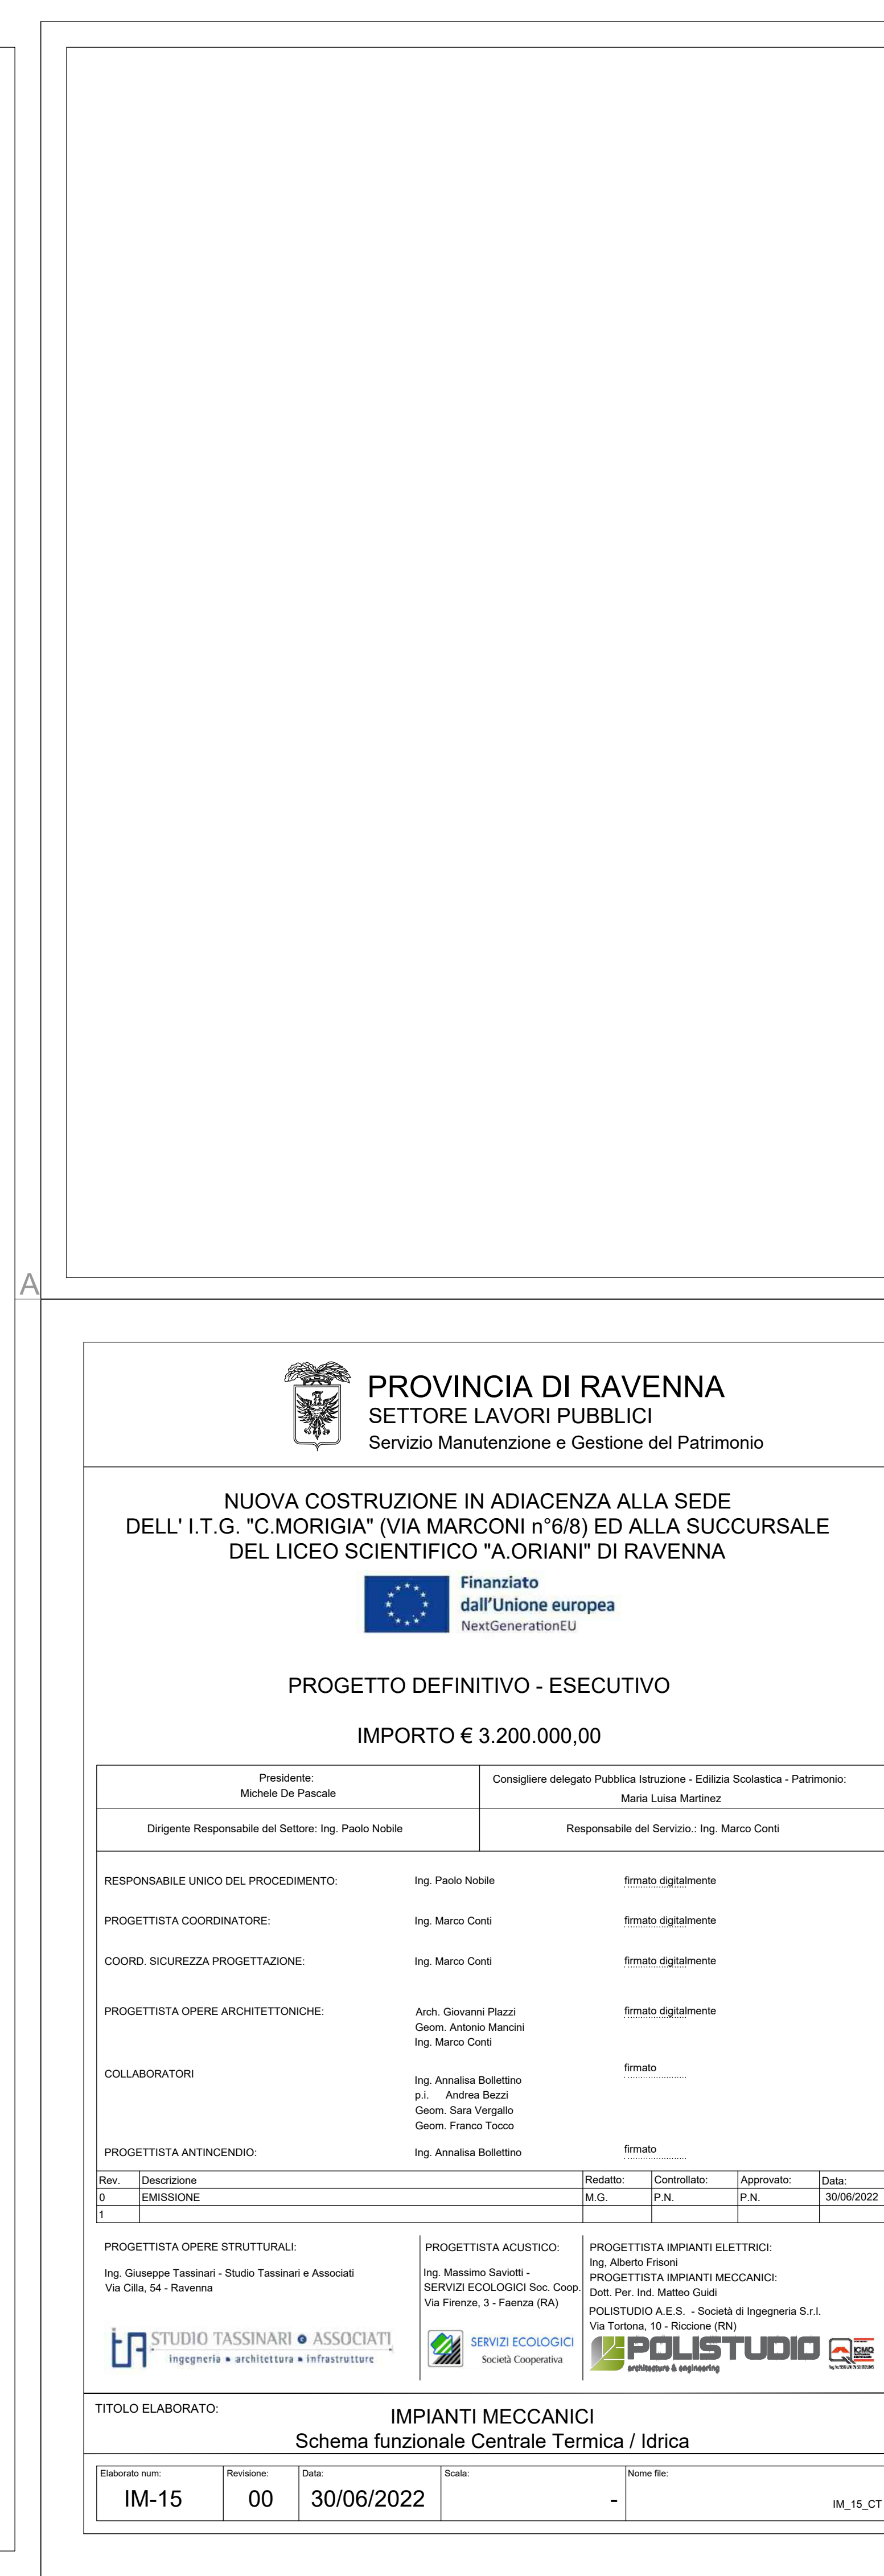 A
PROVINCIA DI RAVENNA
SETTORE LAVORI PUBBLICI
Servizio Manutenzione e Gestione del Patrimonio
NUOVA COSTRUZIONE IN ADIACENZA ALLA SEDE
DELL' I.T.G. "C.MORIGIA" (VIA MARCONI n°6/8) ED ALLA SUCCURSALE
DEL LICEO SCIENTIFICO "A.ORIANI" DI RAVENNA
Finanziato
dall'Unione europea
NextGenerationEU
PROGETTO DEFINITIVO - ESECUTIVO
IMPORTO € 3.200.000,00
Presidente:
Michele De Pascale
Consigliere delegato Pubblica Istruzione - Edilizia Scolastica - Patrimonio:
Maria Luisa Martinez
Dirigente Responsabile del Settore: Ing. Paolo Nobile
Responsabile del Servizio.: Ing. Marco Conti
RESPONSABILE UNICO DEL PROCEDIMENTO: Ing. Paolo Nobile firmato digitalmente
PROGETTISTA COORDINATORE: Ing. Marco Conti firmato digitalmente
COORD. SICUREZZA PROGETTAZIONE: Ing. Marco Conti firmato digitalmente
PROGETTISTA OPERE ARCHITETTONICHE: Arch. Giovanni Plazzi firmato digitalmente
Geom. Antonio Mancini
Ing. Marco Conti
COLLABORATORI Ing. Annalisa Bollettino firmato
p.i. Andrea Bezzi
Geom. Sara Vergallo
Geom. Franco Tocco
PROGETTISTA ANTINCENDIO: Ing. Annalisa Bollettino firmato
Rev. Descrizione Redatto: Controllato: Approvato: Data:
0 EMISSIONE M.G. P.N. P.N. 30/06/2022
1
PROGETTISTA OPERE STRUTTURALI:
Ing. Giuseppe Tassinari - Studio Tassinari e Associati
Via Cilla, 54 - Ravenna
STUDIO TASSINARI e ASSOCIATI
ingegneria architettura infrastrutture
PROGETTISTA ACUSTICO:
Ing. Massimo Saviotti -
SERVIZI ECOLOGICI Soc. Coop.
Via Firenze, 3 - Faenza (RA)
SERVIZI ECOLOGICI
Società Cooperativa
PROGETTISTA IMPIANTI ELETTRICI:
Ing, Alberto Frisoni
PROGETTISTA IMPIANTI MECCANICI:
Dott. Per. Ind. Matteo Guidi
POLISTUDIO A.E.S. - Società di Ingegneria S.r.l.
Via Tortona, 10 - Riccione (RN)
POLISTUDIO
architecture & engineering
ICMQ
TITOLO ELABORATO:
IMPIANTI MECCANICI
Schema funzionale Centrale Termica / Idrica
Elaborato num: Revisione: Data: Scala: Nome file:
IM-15 00 30/06/2022 - IM_15_CT